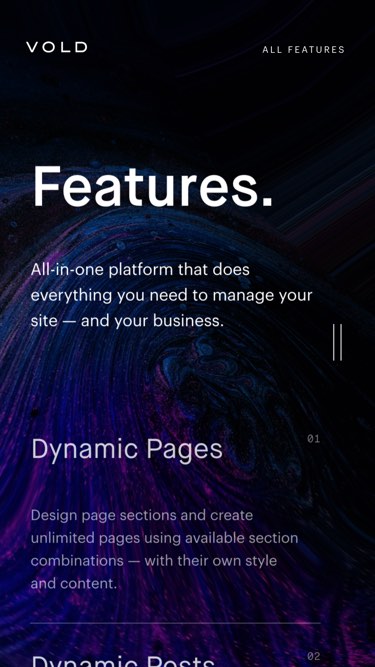 VOLD
ALL FEATURES
Features.
All-in-one platform that does
everything you need to manage your
site — and your business.
Dynamic Pages
01
Design page sections and create
unlimited pages using available section
combinations — with their own style
and content.
Dynamic Posts
02